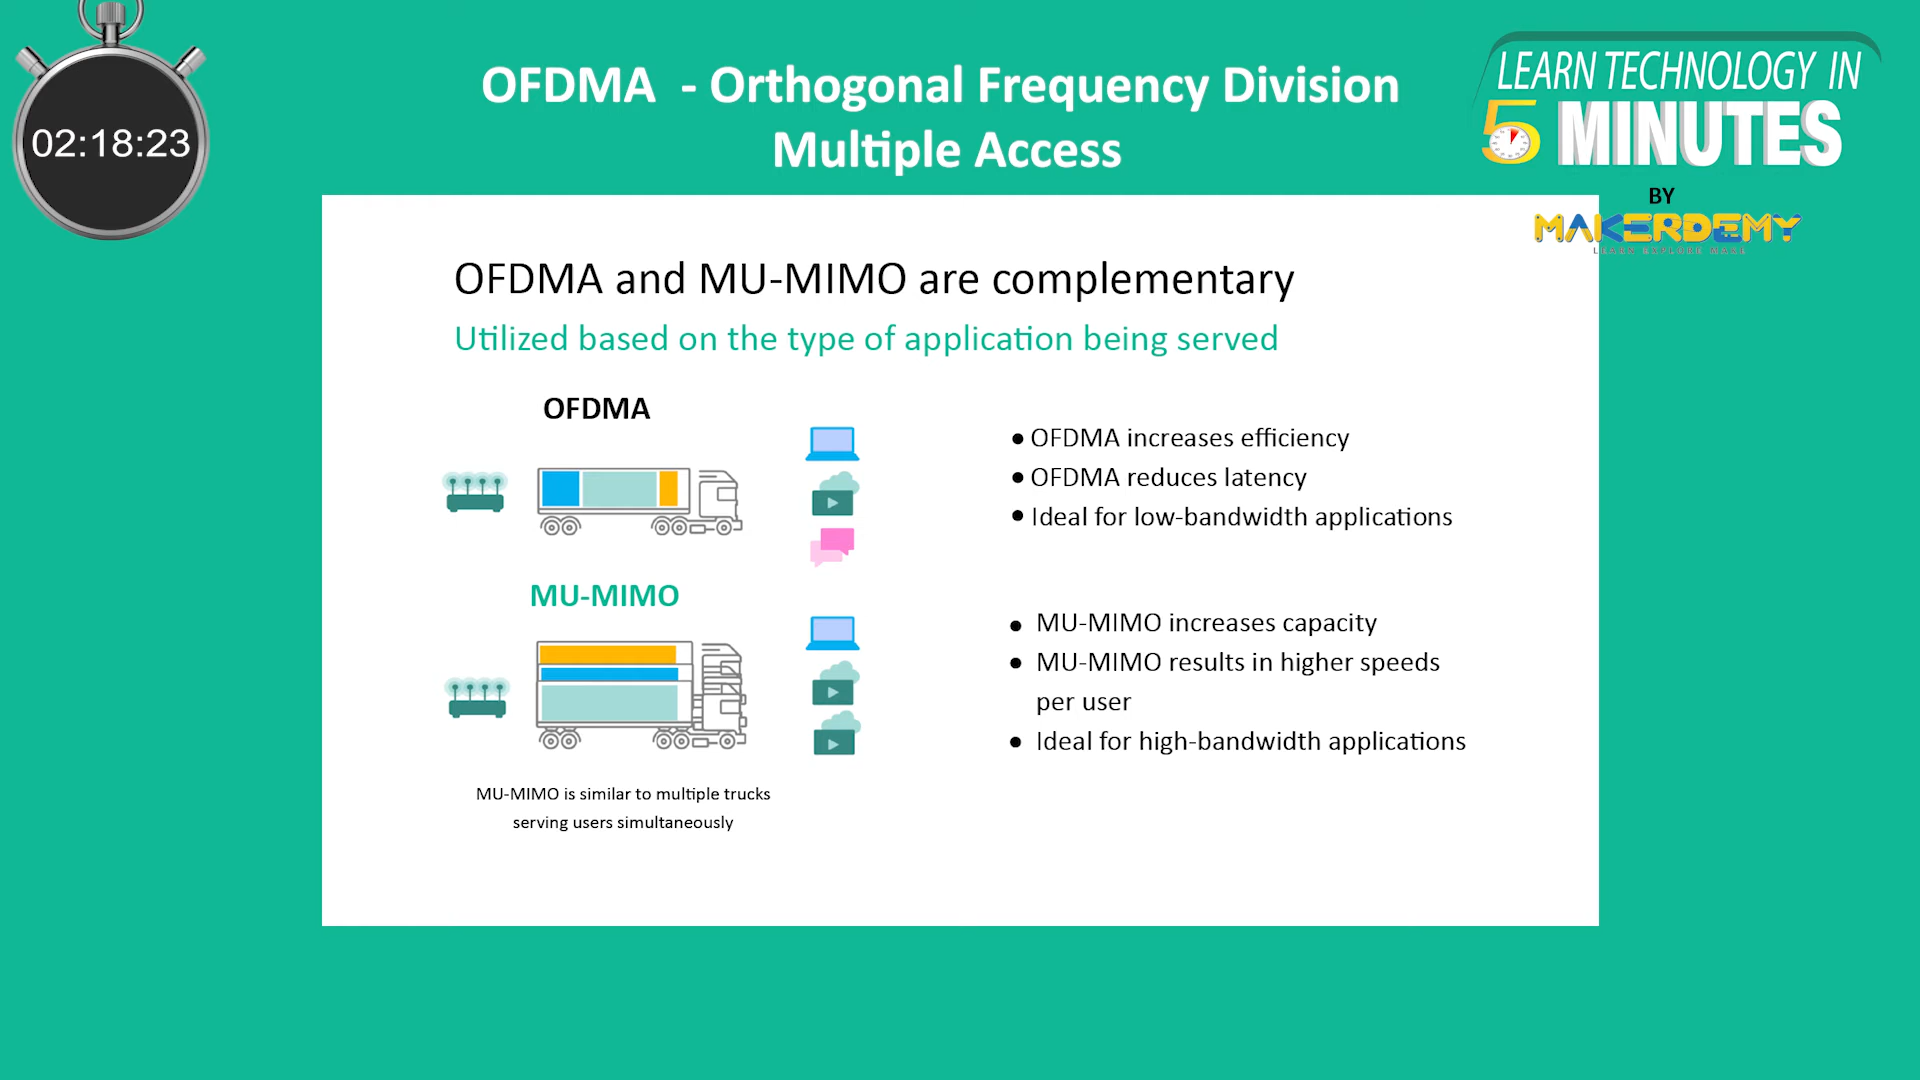 02:18:23
OFDMA - Orthogonal Frequency Division
Multiple Access
LEARN TECHNOLOGY IN
5 MINUTES
BY
MAKERDEMY
LEARN EXPLORE MAKE
OFDMA and MU-MIMO are complementary
Utilized based on the type of application being served
OFDMA
● OFDMA increases efficiency
● OFDMA reduces latency
● Ideal for low-bandwidth applications
MU-MIMO
● MU-MIMO increases capacity
● MU-MIMO results in higher speeds
per user
● Ideal for high-bandwidth applications
MU-MIMO is similar to multiple trucks
serving users simultaneously